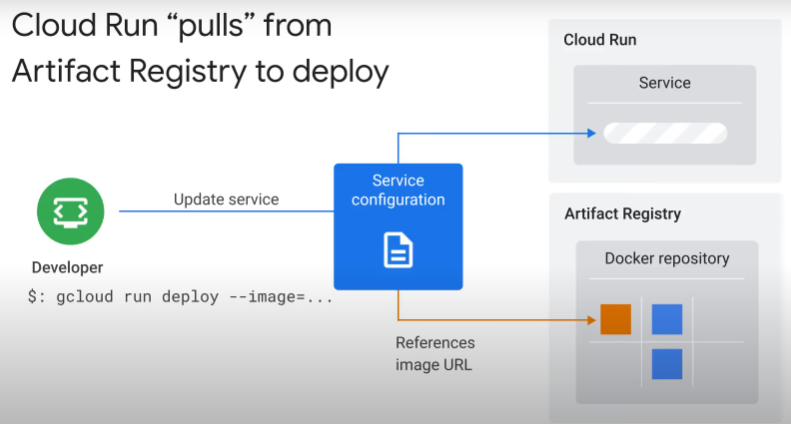 Cloud Run “pulls” from
Artifact Registry to deploy
Cloud Run
Service
Update service
Service
configuration
Developer
$: gcloud run deploy --image=...
Artifact Registry
Docker repository
References
image URL